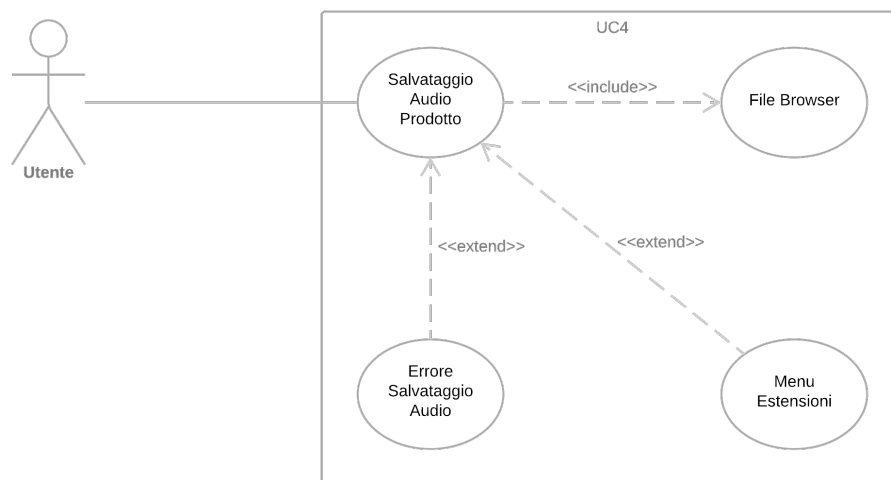 UC4
Salvataggio
Audio
Prodotto
<<include>>
File Browser
Utente
<<extend>>
<<extend>>
Errore
Salvataggio
Audio
Menu
Estensioni